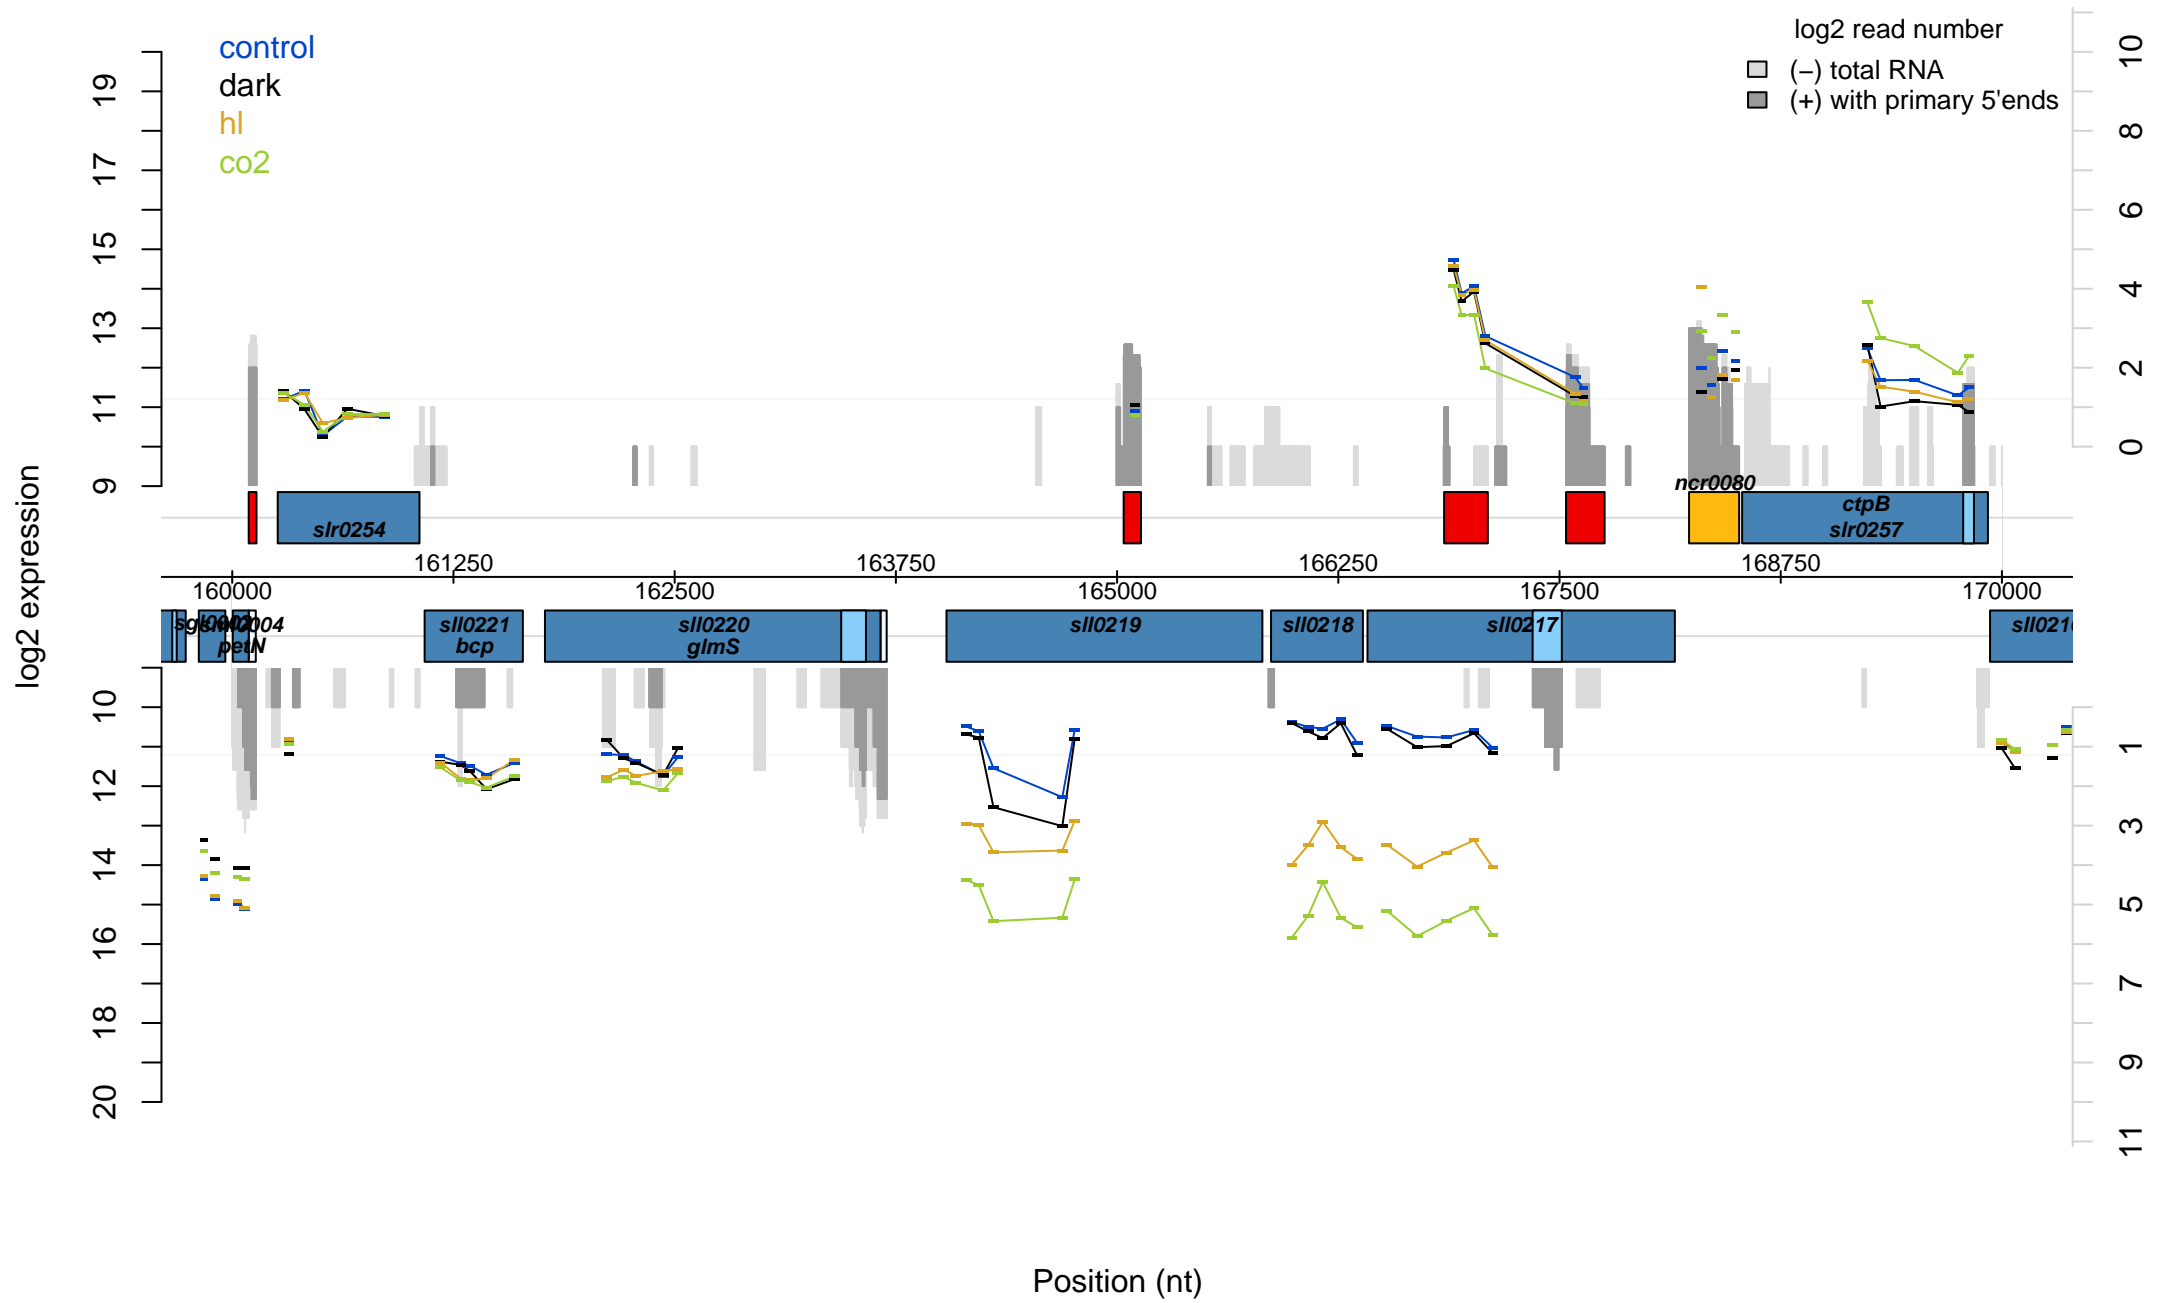 control
dark
hl
co2
log2 read number
(−) total RNA
(+) with primary 5'ends
19
17
15
13
11
9
10
8
6
4
2
0
log2 expression
ncr0080
slr0254
ctpB
slr0257
161250
163750
166250
168750
160000
162500
165000
167500
170000
petN
sll0221
bcp
sll0220
glmS
sll0219
sll0218
sll0217
10
12
14
16
18
20
1
3
5
7
9
11
Position (nt)